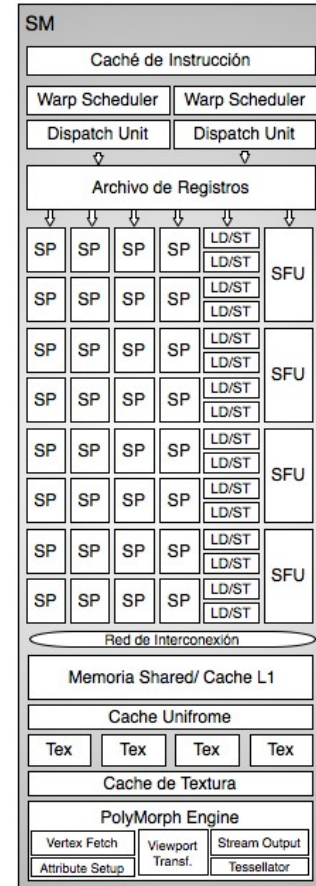 SM
Caché de Instrucción
Warp Scheduler Warp Scheduler
Dispatch Unit Dispatch Unit
Archivo de Registros
SP SP SP SP LD/ST LD/ST SFU
SP SP SP SP LD/ST LD/ST
SP SP SP SP LD/ST LD/ST SFU
SP SP SP SP LD/ST LD/ST
SP SP SP SP LD/ST LD/ST SFU
SP SP SP SP LD/ST LD/ST
SP SP SP SP LD/ST LD/ST SFU
SP SP SP SP LD/ST LD/ST
Red de Interconexión
Memoria Shared/ Cache L1
Cache Unifrome
Tex Tex Tex Tex
Cache de Textura
PolyMorph Engine
Vertex Fetch Viewport Transf. Stream Output
Attribute Setup Tessellator